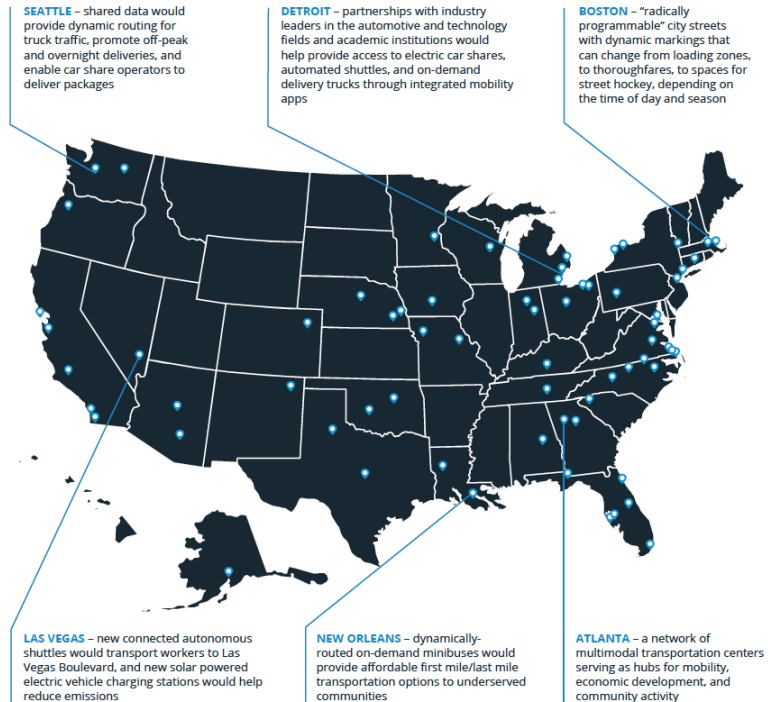 SEATTLE – shared data would
provide dynamic routing for
truck traffic, promote off-peak
and overnight deliveries, and
enable car share operators to
deliver packages
DETROIT – partnerships with industry
leaders in the automotive and technology
fields and academic institutions would
help provide access to electric car shares,
automated shuttles, and on-demand
delivery trucks through integrated mobility
apps
BOSTON – “radically
programmable” city streets
with dynamic markings that
can change from loading zones,
to thoroughfares, to spaces for
street hockey, depending on
the time of day and season
LAS VEGAS – new connected autonomous
shuttles would transport workers to Las
Vegas Boulevard, and new solar powered
electric vehicle charging stations would help
reduce emissions
NEW ORLEANS – dynamically-
routed on-demand minibuses would
provide affordable first mile/last mile
transportation options to underserved
communities
ATLANTA – a network of
multimodal transportation centers
serving as hubs for mobility,
economic development, and
community activity